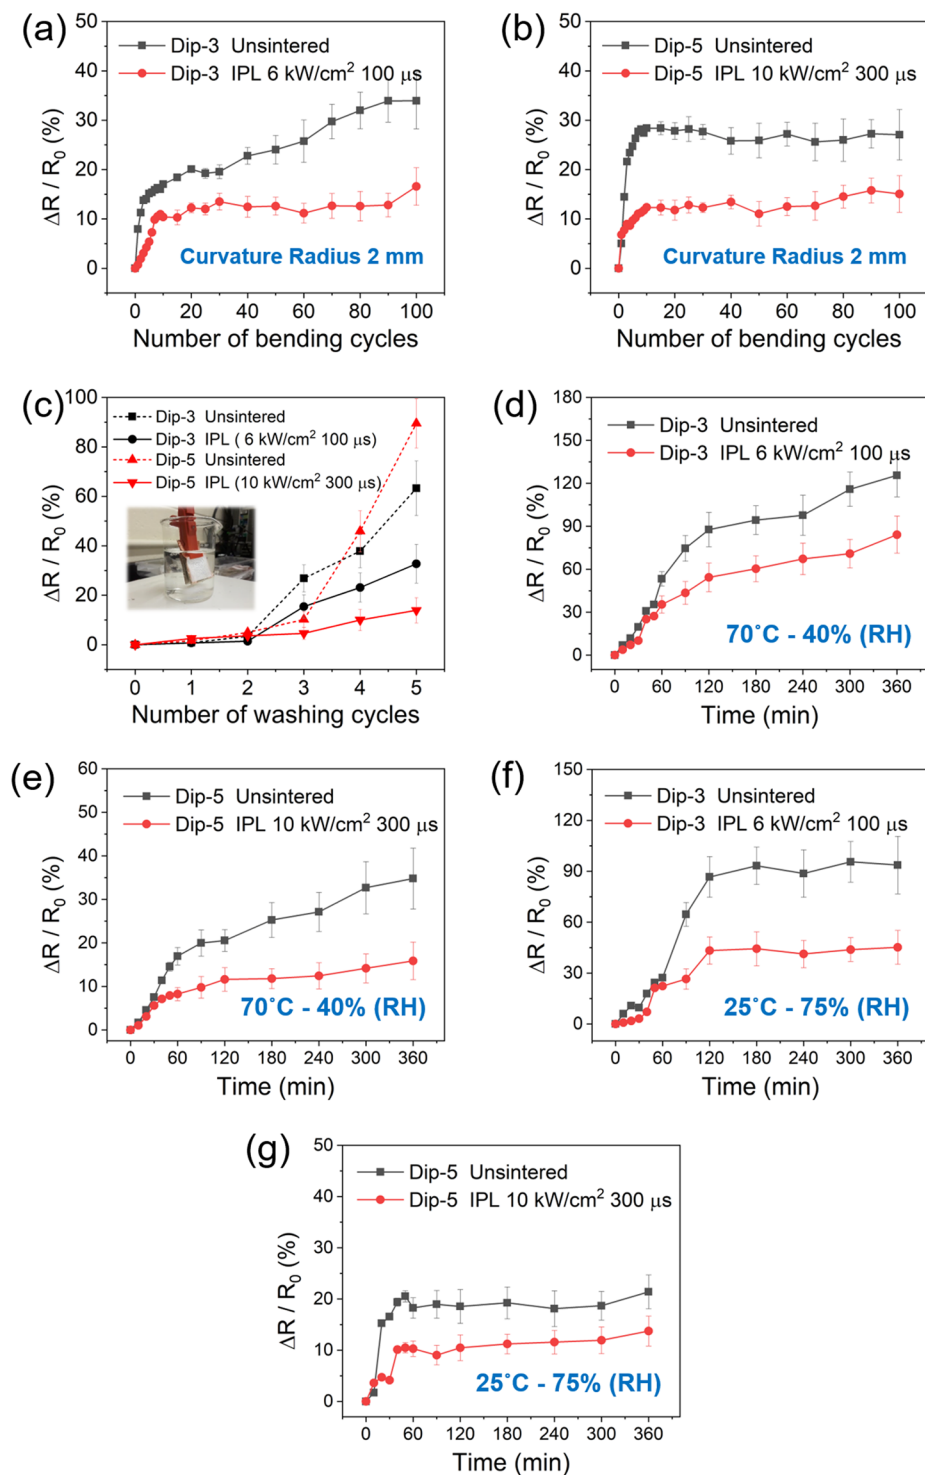 (a)
50
40
30
20
10
0
ΔR / R0 (%)
Dip-3 Unsintered
Dip-3 IPL 6 kW/cm² 100 μs
Curvature Radius 2 mm
0 20 40 60 80 100
Number of bending cycles
(b)
50
40
30
20
10
0
ΔR / R0 (%)
Dip-5 Unsintered
Dip-5 IPL 10 kW/cm² 300 μs
Curvature Radius 2 mm
0 20 40 60 80 100
Number of bending cycles
(c)
100
80
60
40
20
0
ΔR / R0 (%)
Dip-3 Unsintered
Dip-3 IPL ( 6 kW/cm² 100 μs)
Dip-5 Unsintered
Dip-5 IPL (10 kW/cm² 300 μs)
0 1 2 3 4 5
Number of washing cycles
(d)
180
150
120
90
60
30
0
ΔR / R0 (%)
Dip-3 Unsintered
Dip-3 IPL 6 kW/cm² 100 μs
70°C - 40% (RH)
0 60 120 180 240 300 360
Time (min)
(e)
60
50
40
30
20
10
0
ΔR / R0 (%)
Dip-5 Unsintered
Dip-5 IPL 10 kW/cm² 300 μs
70°C - 40% (RH)
0 60 120 180 240 300 360
Time (min)
(f)
150
120
90
60
30
0
ΔR / R0 (%)
Dip-3 Unsintered
Dip-3 IPL 6 kW/cm² 100 μs
25°C - 75% (RH)
0 60 120 180 240 300 360
Time (min)
(g)
50
40
30
20
10
0
ΔR / R0 (%)
Dip-5 Unsintered
Dip-5 IPL 10 kW/cm² 300 μs
25°C - 75% (RH)
0 60 120 180 240 300 360
Time (min)